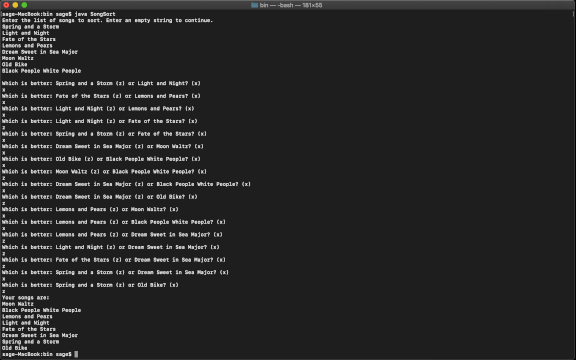 bin — -bash — 181×55
sage-MacBook:bin sage$ java SongSort
Enter the list of songs to sort. Enter an empty string to continue.
Spring and a Storm
Light and Night
Fate of the Stars
Lemons and Pears
Dream Sweet in Sea Major
Moon Waltz
Old Bike
Black People White People
Which is better: Spring and a Storm (z) or Light and Night? (x)
x
Which is better: Fate of the Stars (z) or Lemons and Pears? (x)
x
Which is better: Light and Night (z) or Lemons and Pears? (x)
x
Which is better: Light and Night (z) or Fate of the Stars? (x)
z
Which is better: Spring and a Storm (z) or Fate of the Stars? (x)
x
Which is better: Dream Sweet in Sea Major (z) or Moon Waltz? (x)
x
Which is better: Old Bike (z) or Black People White People? (x)
x
Which is better: Moon Waltz (z) or Black People White People? (x)
z
Which is better: Dream Sweet in Sea Major (z) or Black People White People? (x)
x
Which is better: Dream Sweet in Sea Major (z) or Old Bike? (x)
z
Which is better: Lemons and Pears (z) or Moon Waltz? (x)
x
Which is better: Lemons and Pears (z) or Black People White People? (x)
x
Which is better: Lemons and Pears (z) or Dream Sweet in Sea Major? (x)
z
Which is better: Light and Night (z) or Dream Sweet in Sea Major? (x)
z
Which is better: Fate of the Stars (z) or Dream Sweet in Sea Major? (x)
z
Which is better: Spring and a Storm (z) or Dream Sweet in Sea Major? (x)
x
Which is better: Spring and a Storm (z) or Old Bike? (x)
z
Your songs are:
Moon Waltz
Black People White People
Lemons and Pears
Light and Night
Fate of the Stars
Dream Sweet in Sea Major
Spring and a Storm
Old Bike
sage-MacBook:bin sage$